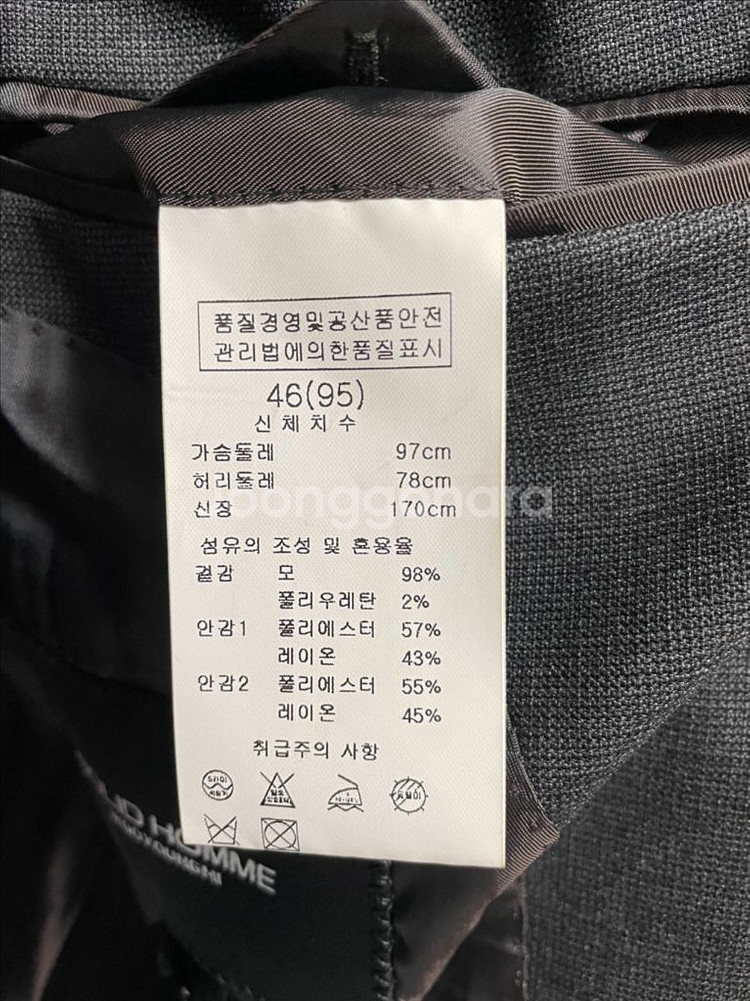 품질경영및공산품안전
관리법에의한품질표시
46(95)
신체치수
가슴둘레 97cm
허리둘레 78cm
신장 170cm
섬유의 조성 및 혼용율
겉감 모 98%
폴리우레탄 2%
안감1 폴리에스터 57%
레이온 43%
안감2 폴리에스터 55%
레이온 45%
취급주의 사항
드라이
HOMME